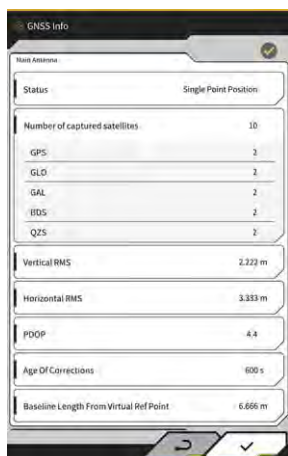 GNSS Info
Main Antenna
Status Single Point Position
Number of captured satellites 10
GPS 2
GLO 2
GAL 2
BDS 2
QZS 2
Vertical RMS 2.222 m
Horizontal RMS 3.333 m
PDOP 4.4
Age Of Corrections 600 s
Baseline Length From Virtual Ref Point 6.666 m